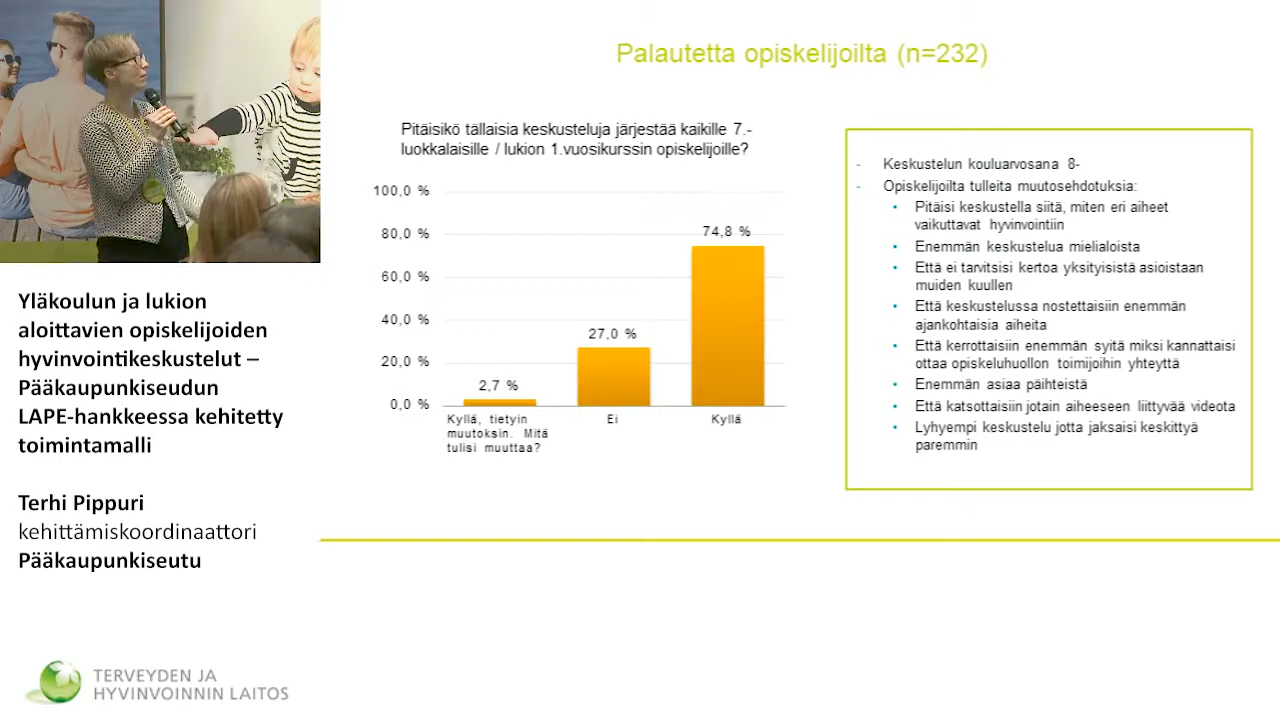 Palautetta opiskelijoilta (n=232)
Pitäisikö tällaisia keskusteluja järjestää kaikille 7.-
luokkalaisille / lukion 1.vuosikurssin opiskelijoille?
100,0 %
80,0 %
60,0 %
40,0 %
20,0 %
0,0 %
2,7 %
27,0 %
74,8 %
Kyllä, tietyin
muutoksin. Mitä
tulisi muuttaa?
Ei
Kyllä
- Keskustelun kouluarvosana 8-
- Opiskelijoilta tulleita muutosehdotuksia:
• Pitäisi keskustella siitä, miten eri aiheet
vaikuttavat hyvinvointiin
• Enemmän keskustelua mielialoista
• Että ei tarvitsisi kertoa yksityisistä asioistaan
muiden kuullen
• Että keskustelussa nostettaisiin enemmän
ajankohtaisia aiheita
• Että kerrottaisiin enemmän syitä miksi kannattaisi
ottaa opiskeluhuollon toimijoihin yhteyttä
• Enemmän asiaa päihteistä
• Että katsottaisiin jotain aiheeseen liittyvää videota
• Lyhyempi keskustelu jotta jaksaisi keskittyä
paremmin
Yläkoulun ja lukion
aloittavien opiskelijoiden
hyvinvointikeskustelut –
Pääkaupunkiseudun
LAPE-hankkeessa kehitetty
toimintamalli
Terhi Pippuri
kehittämiskoordinaattori
Pääkaupunkiseutu
TERVEYDEN JA
HYVINVOINNIN LAITOS